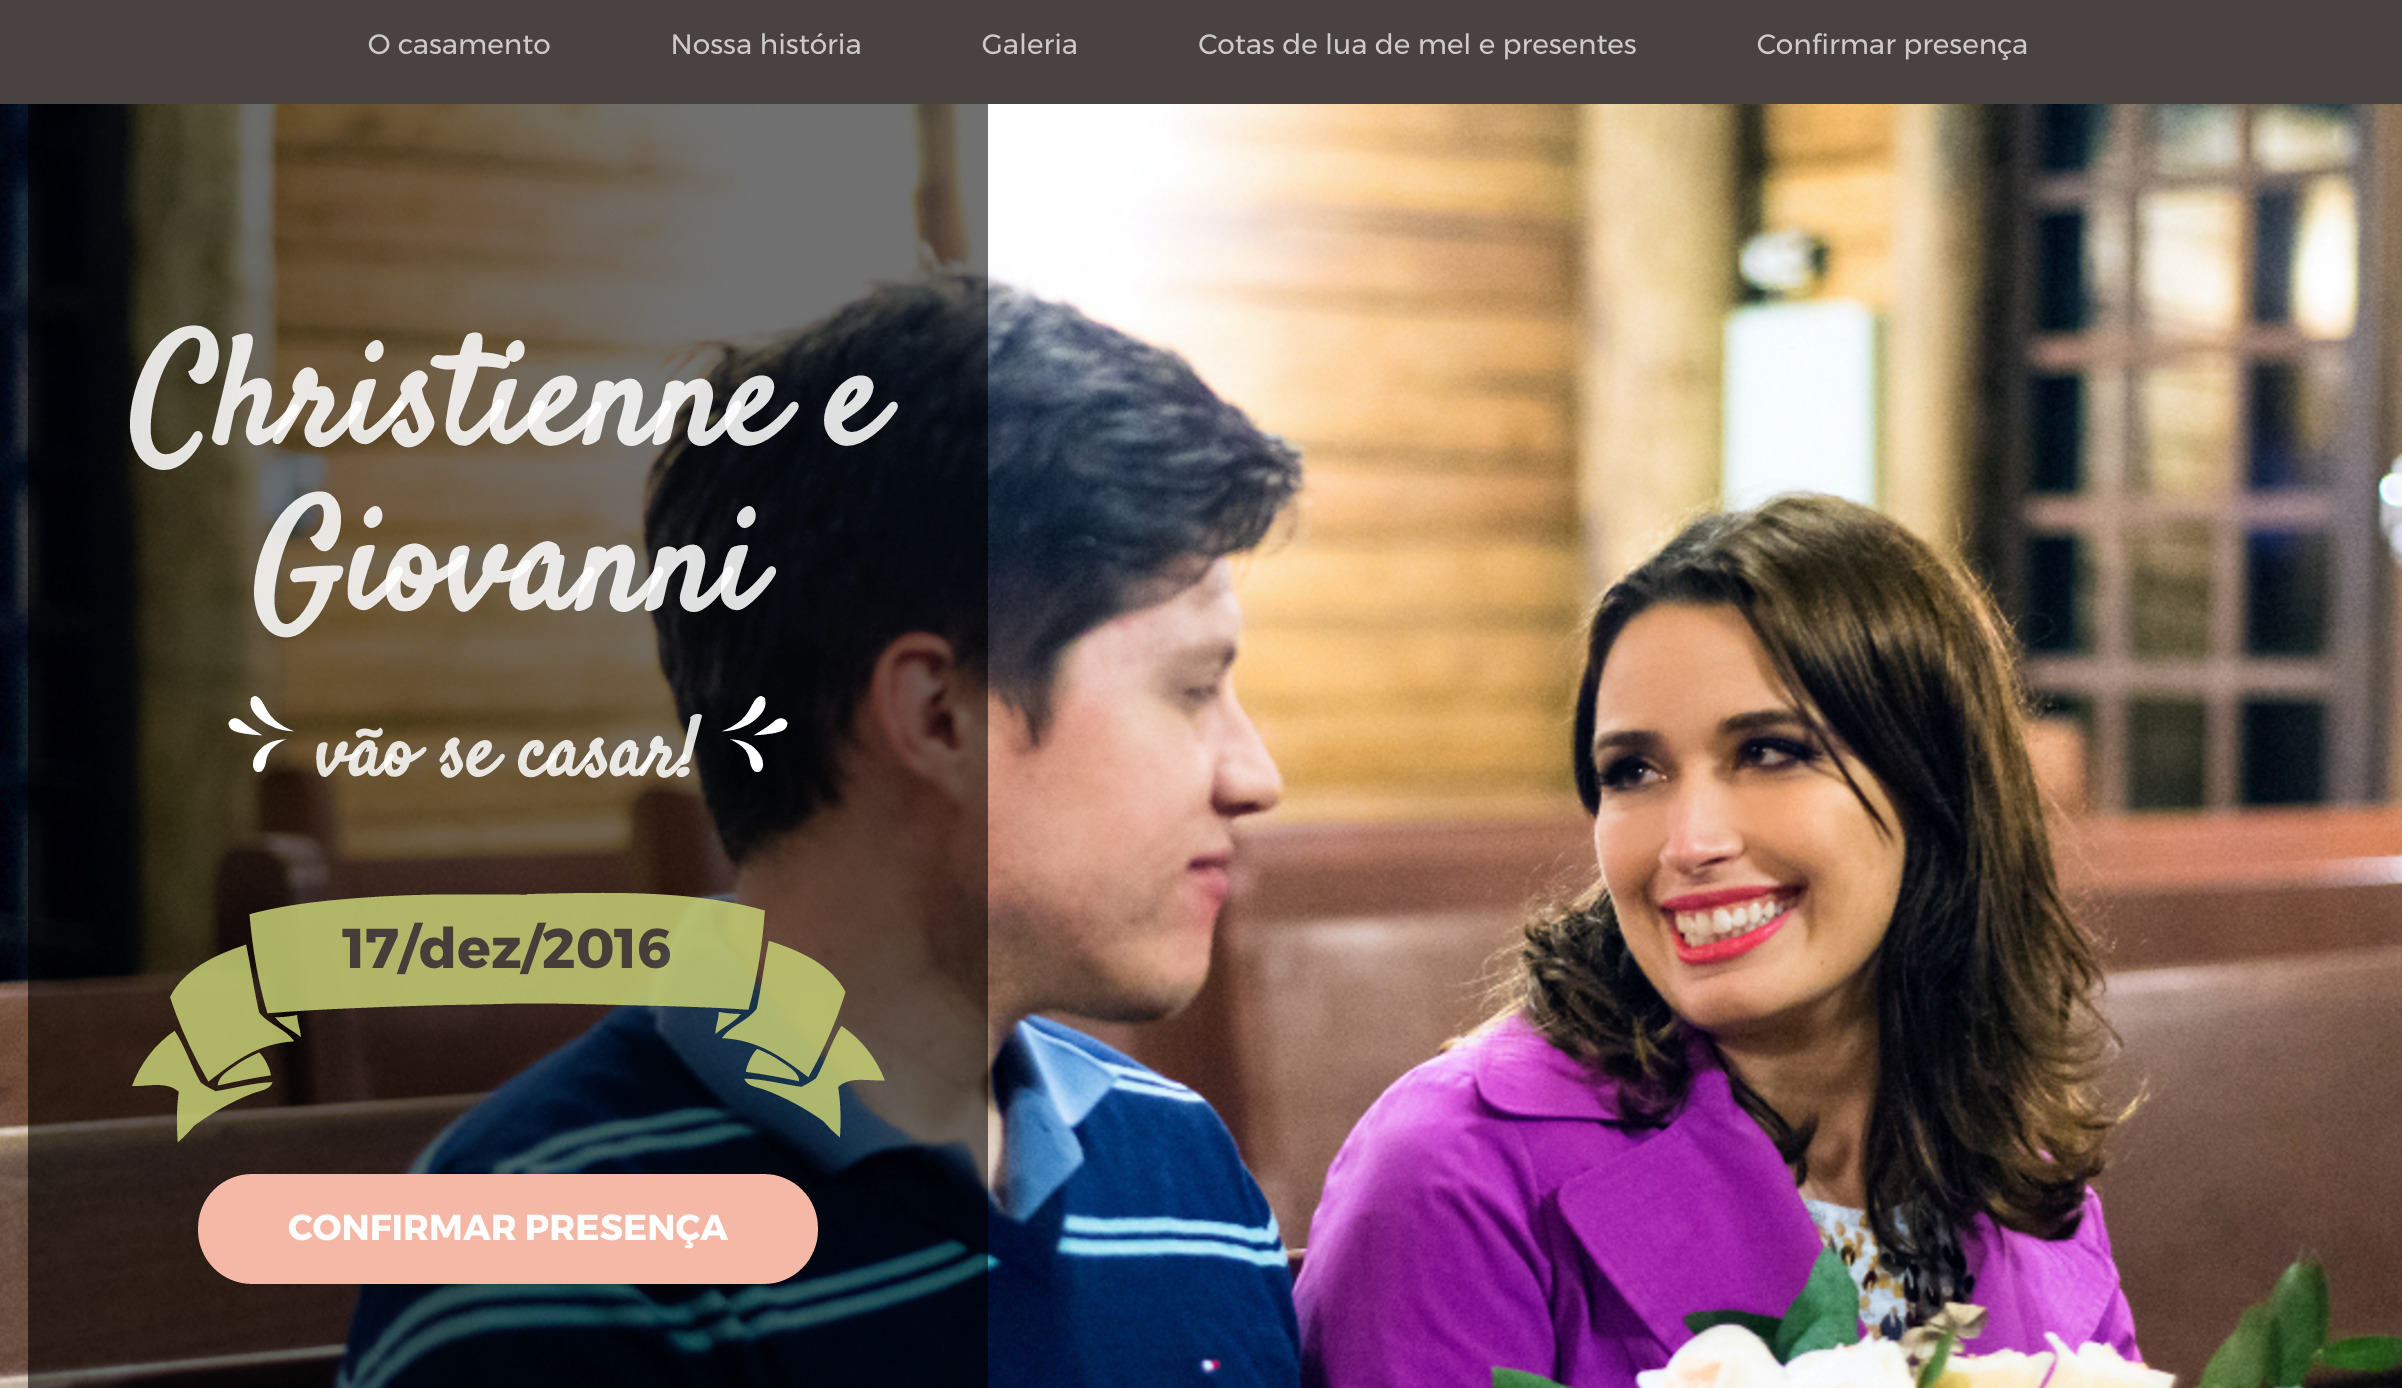 O casamento
Nossa história
Galeria
Cotas de lua de mel e presentes
Confirmar presença
Christienne e
Giovanni
vão se casar!
17/dez/2016
CONFIRMAR PRESENÇA